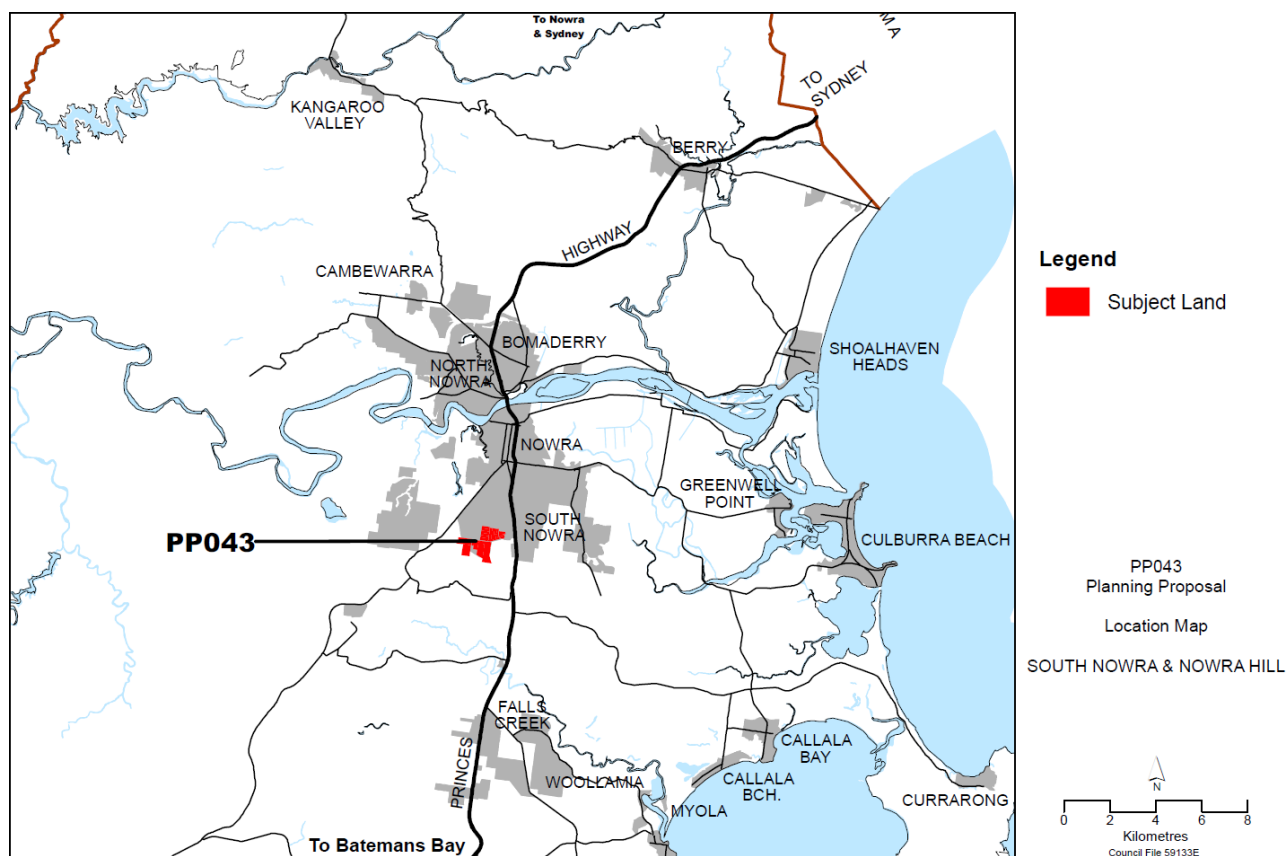 To Nowra
& Sydney
M A
TO
SYDNEY
KANGAROO
VALLEY
BERRY
HIGHWAY
CAMBEWARRA
BOMADERRY
NORTH
NOWRA
SHOALHAVEN
HEADS
NOWRA
GREENWELL
POINT
SOUTH
NOWRA
PP043
CULBURRA BEACH
FALLS
CREEK
PRINCES
WOOLLAMIA
CALLALA
BAY
CALLALA
BCH.
MYOLA
CURRARONG
To Batemans Bay
Legend
Subject Land
PP043
Planning Proposal
Location Map
SOUTH NOWRA & NOWRA HILL
N
0 2 4 6 8
Kilometres
Council File 59133E